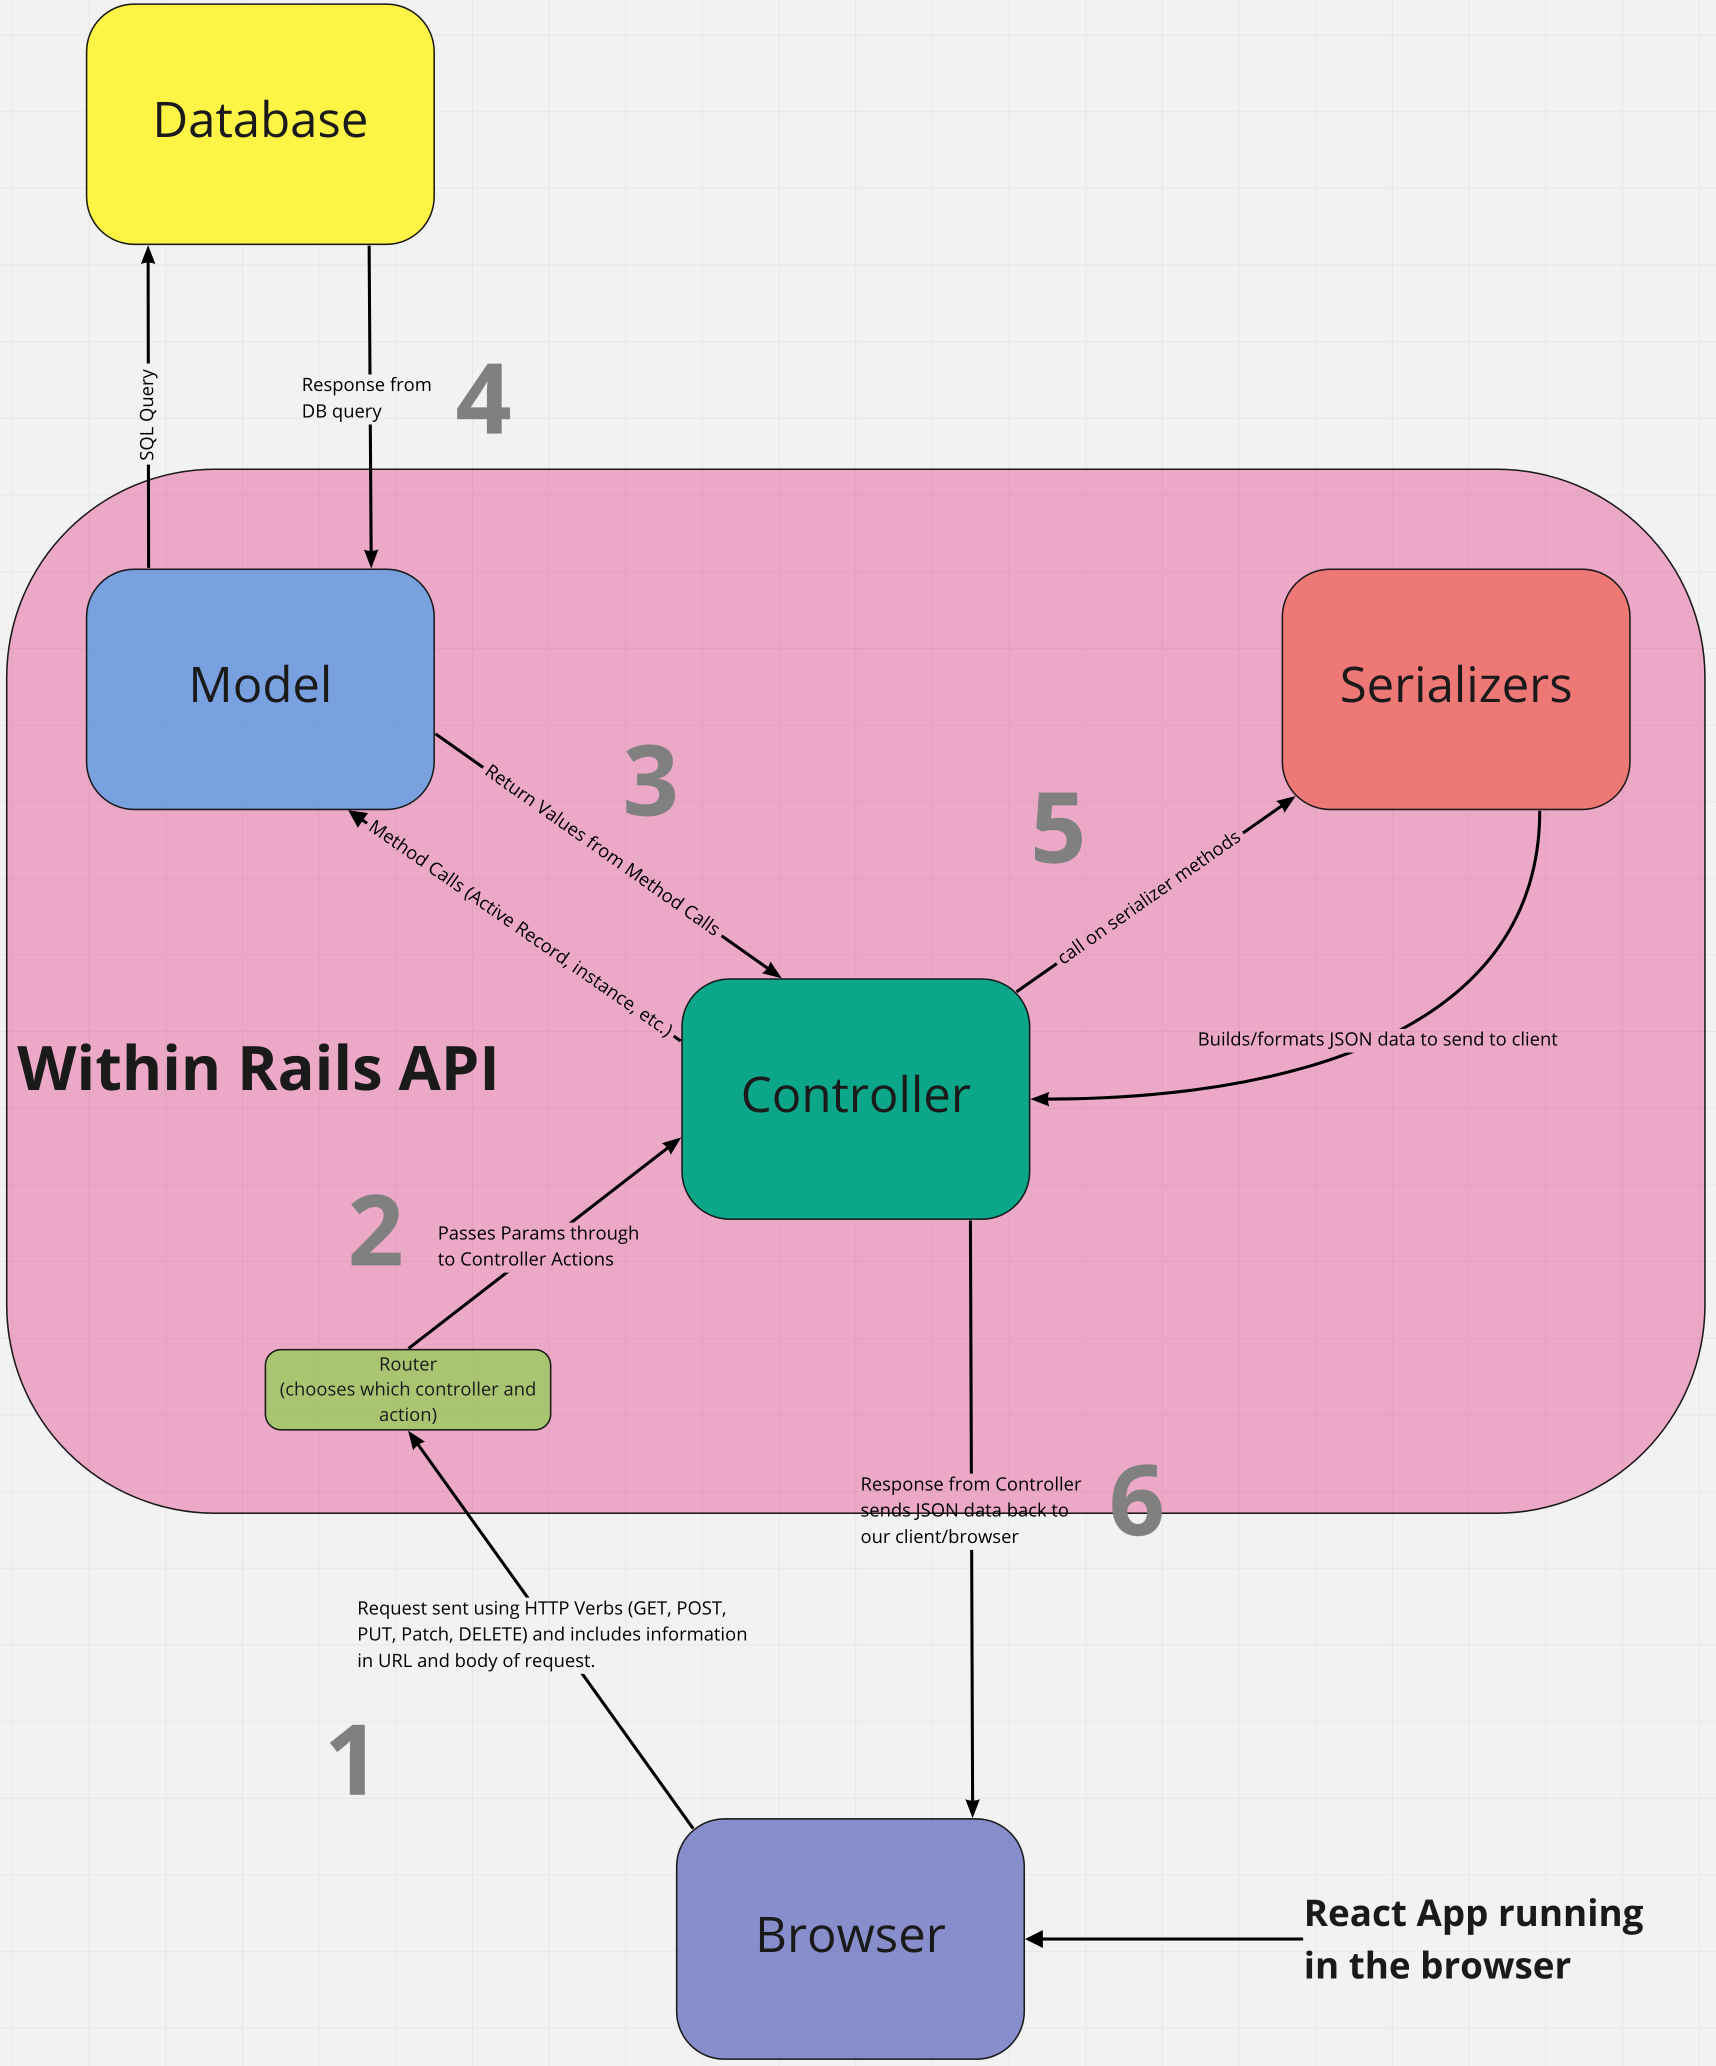 Database
SQL Query
Response from
DB query
4
Model
Serializers
3
Return Values from Method Calls
5
Method Calls (Active Record, instance, etc.)
call on serializer methods
Within Rails API
Controller
Builds/formats JSON data to send to client
2
Passes Params through
to Controller Actions
Router
(chooses which controller and
action)
Response from Controller
sends JSON data back to
our client/browser
6
Request sent using HTTP Verbs (GET, POST,
PUT, Patch, DELETE) and includes information
in URL and body of request.
1
Browser
React App running
in the browser